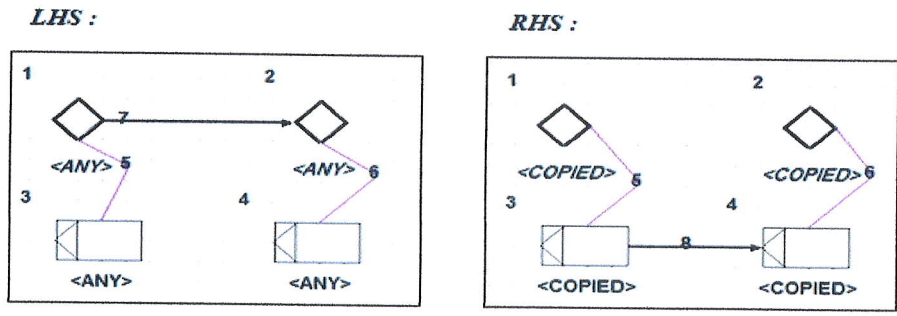 LHS :
1
2
7
<ANY>
5
<ANY>
6
3
4
<ANY>
<ANY>
RHS :
1
2
<COPIED>
5
<COPIED>
6
3
4
8
<COPIED>
<COPIED>